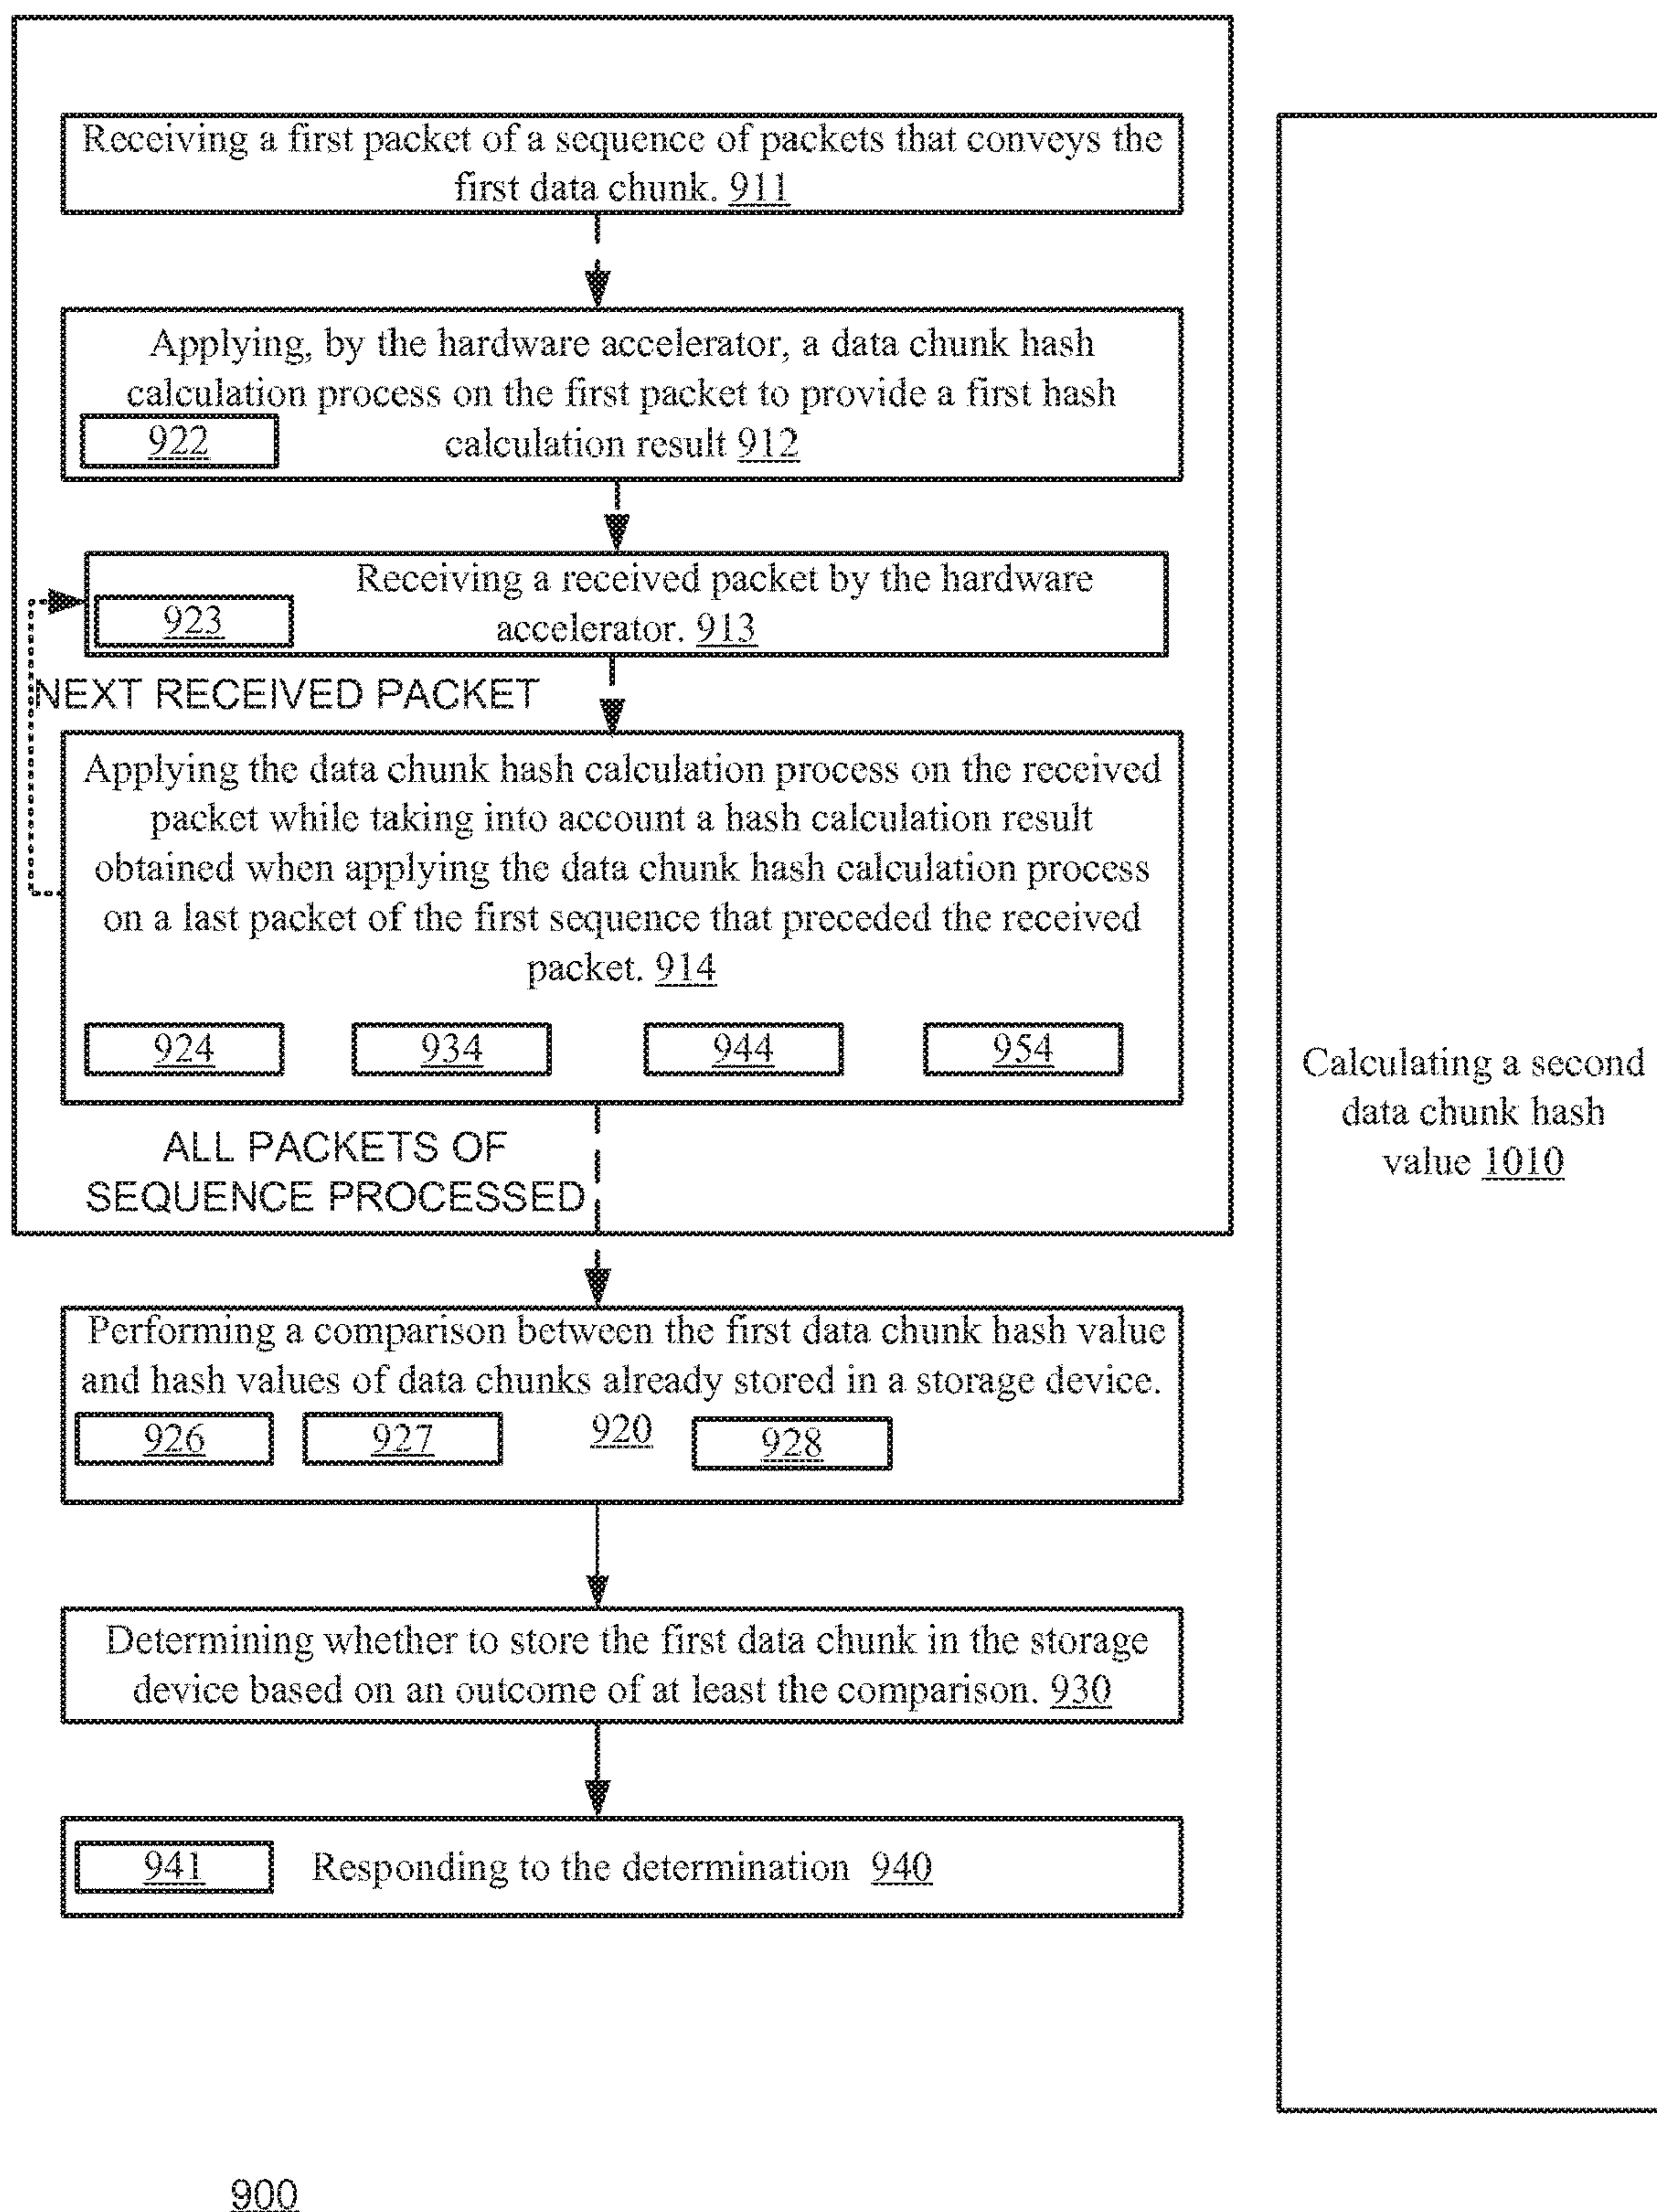 Receiving a first packet of a sequence of packets that conveys the
first data chunk. 911
Applying, by the hardware accelerator, a data chunk hash
calculation process on the first packet to provide a first hash
calculation result 912
922
Receiving a received packet by the hardware
accelerator. 913
923
NEXT RECEIVED PACKET
Applying the data chunk hash calculation process on the received
packet while taking into account a hash calculation result
obtained when applying the data chunk hash calculation process
on a last packet of the first sequence that preceded the received
packet. 914
924 934 944 954
ALL PACKETS OF
SEQUENCE PROCESSED
Performing a comparison between the first data chunk hash value
and hash values of data chunks already stored in a storage device.
926 927 920 928
Determining whether to store the first data chunk in the storage
device based on an outcome of at least the comparison. 930
941 Responding to the determination 940
Calculating a second
data chunk hash
value 1010
900